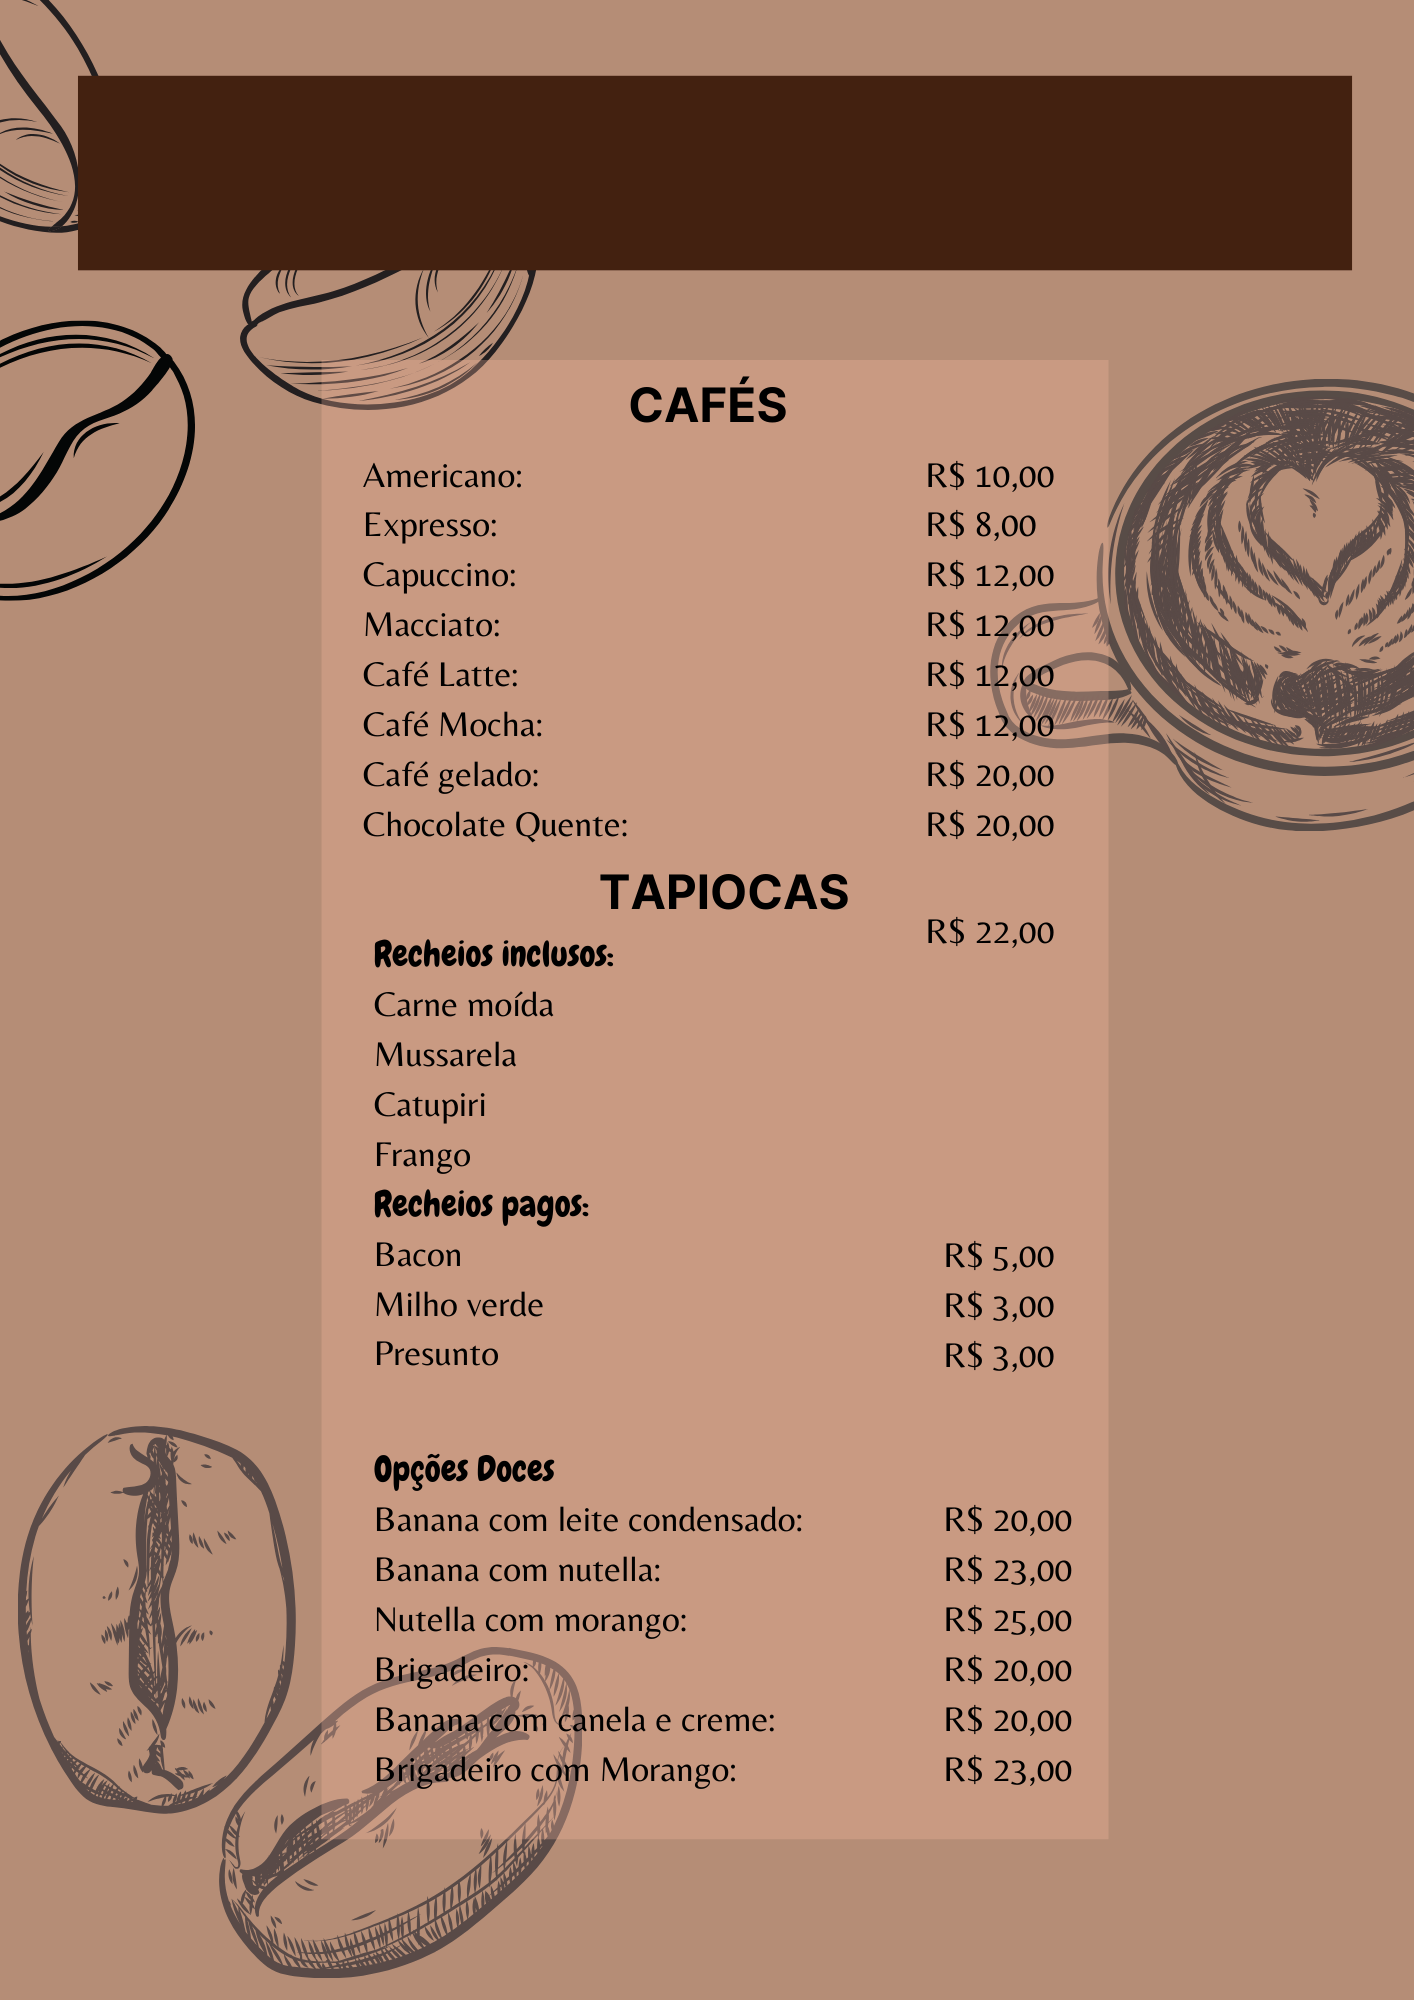 CAFÉS
Americano: R$ 10,00
Expresso: R$ 8,00
Capuccino: R$ 12,00
Macciato: R$ 12,00
Café Latte: R$ 12,00
Café Mocha: R$ 12,00
Café gelado: R$ 20,00
Chocolate Quente: R$ 20,00
TAPIOCAS
R$ 22,00
Recheios inclusos:
Carne moída
Mussarela
Catupiri
Frango
Recheios pagos:
Bacon R$ 5,00
Milho verde R$ 3,00
Presunto R$ 3,00
Opções Doces
Banana com leite condensado: R$ 20,00
Banana com nutella: R$ 23,00
Nutella com morango: R$ 25,00
Brigadeiro: R$ 20,00
Banana com canela e creme: R$ 20,00
Brigadeiro com Morango: R$ 23,00